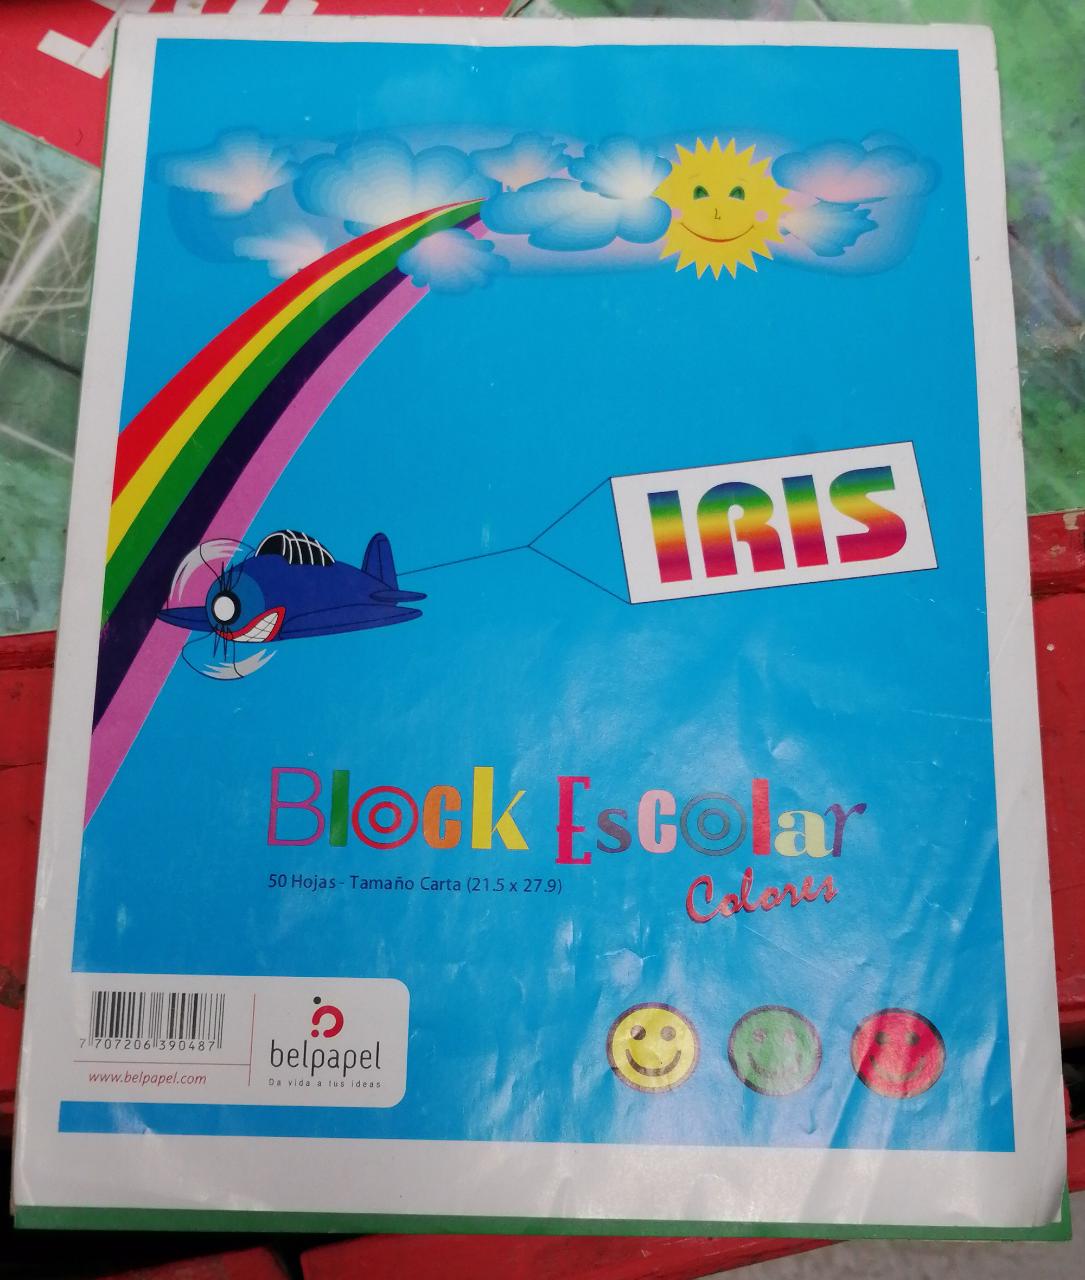 IRIS
Block Escolar
50 Hojas - Tamaño Carta (21.5 x 27.9)
Colores
7 707206 390487
www.belpapel.com
belpapel
Da vida a tus ideas